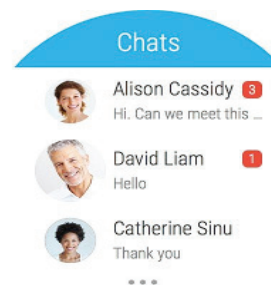 Chats
Alison Cassidy 3
Hi. Can we meet this ...
David Liam 1
Hello
Catherine Sinu
Thank you